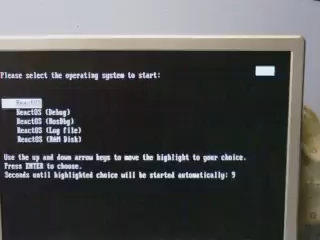 Please select the operating system to start:
ReactOS
ReactOS (Debug)
ReactOS (RosDbg)
ReactOS (Log file)
ReactOS (RAM Disk)
Use the up and down arrow keys to move the highlight to your choice.
Press ENTER to choose.
Seconds until highlighted choice will be started automatically: 9